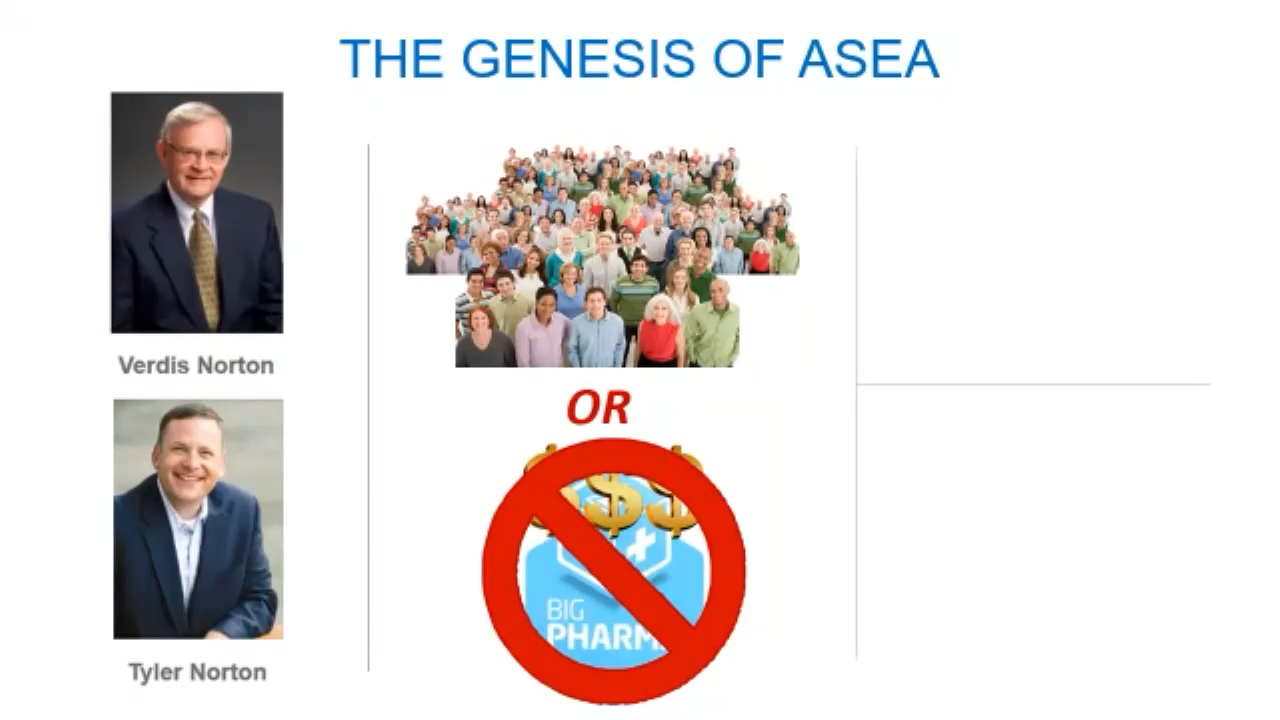 THE GENESIS OF ASEA
Verdis Norton
Tyler Norton
OR
$$$
BIG
PHARM